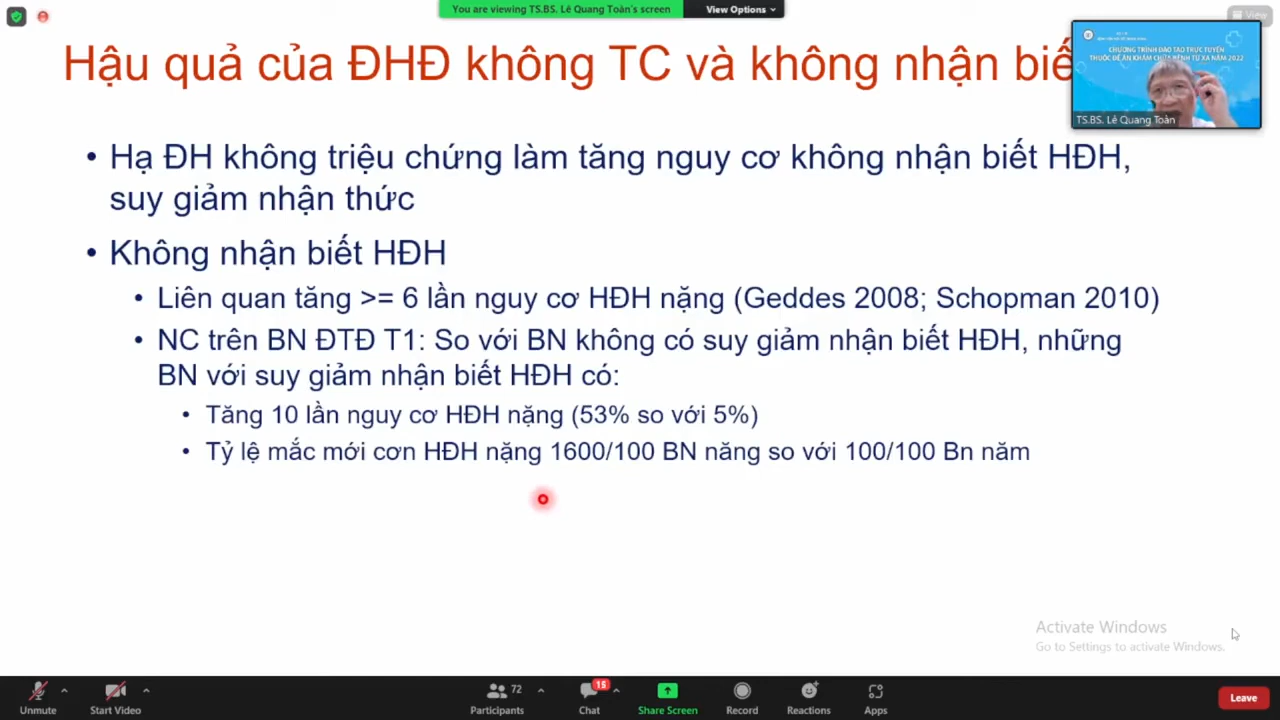 You are viewing TS.BS. Lê Quang Toàn's screen
View Options
View
Hậu quả của ĐHĐ không TC và không nhận biế
CHƯƠNG TRÌNH ĐÀO TẠO TRỰC TUYẾN
THUỘC ĐỀ ÁN KHÁM CHỮA BỆNH TỪ XA NĂM 2022
TS.BS. Lê Quang Toàn
• Hạ ĐH không triệu chứng làm tăng nguy cơ không nhận biết HĐH,
suy giảm nhận thức
• Không nhận biết HĐH
• Liên quan tăng >= 6 lần nguy cơ HĐH nặng (Geddes 2008; Schopman 2010)
• NC trên BN ĐTĐ T1: So với BN không có suy giảm nhận biết HĐH, những
BN với suy giảm nhận biết HĐH có:
• Tăng 10 lần nguy cơ HĐH nặng (53% so với 5%)
• Tỷ lệ mắc mới cơn HĐH nặng 1600/100 BN năng so với 100/100 Bn năm
Activate Windows
Go to Settings to activate Windows.
Unmute
Start Video
72
Participants
15
Chat
Share Screen
Record
Reactions
Apps
Leave